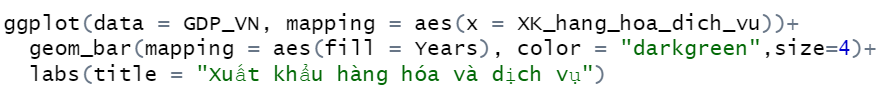 ggplot(data = GDP_VN, mapping = aes(x = XK_hang_hoa_dich_vu))+
geom_bar(mapping = aes(fill = Years), color = "darkgreen",size=4)+
labs(title = "Xuất khẩu hàng hóa và dịch vụ")